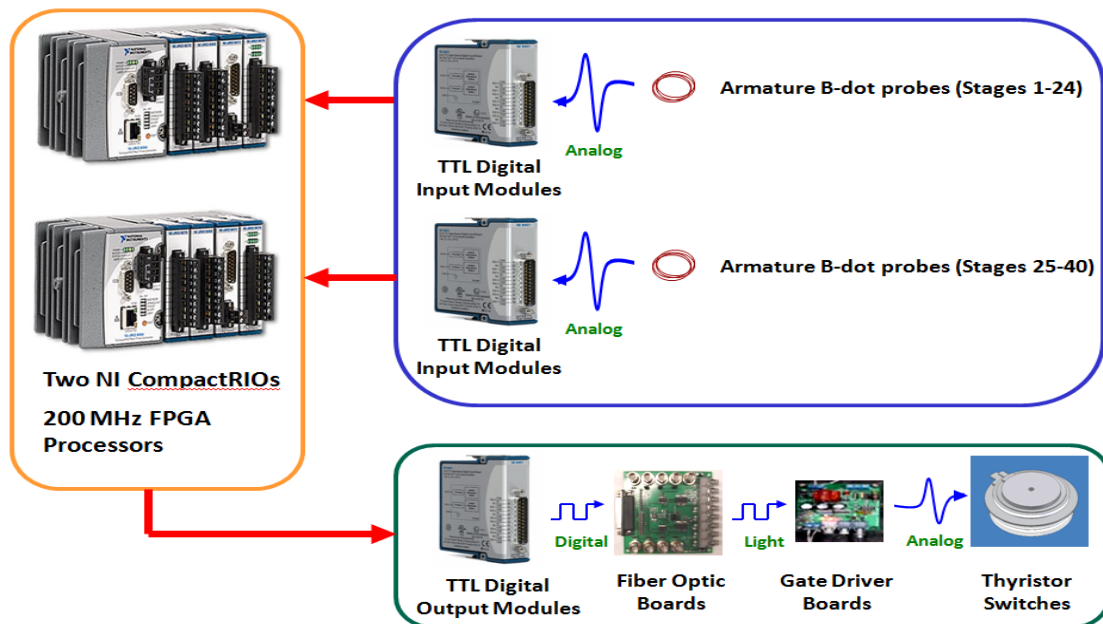 Armature B-dot probes (Stages 1-24)
Analog
TTL Digital
Input Modules
Armature B-dot probes (Stages 25-40)
Analog
TTL Digital
Input Modules
Two NI CompactRIOs
200 MHz FPGA
Processors
Digital
Light
Analog
TTL Digital
Output Modules
Fiber Optic
Boards
Gate Driver
Boards
Thyristor
Switches